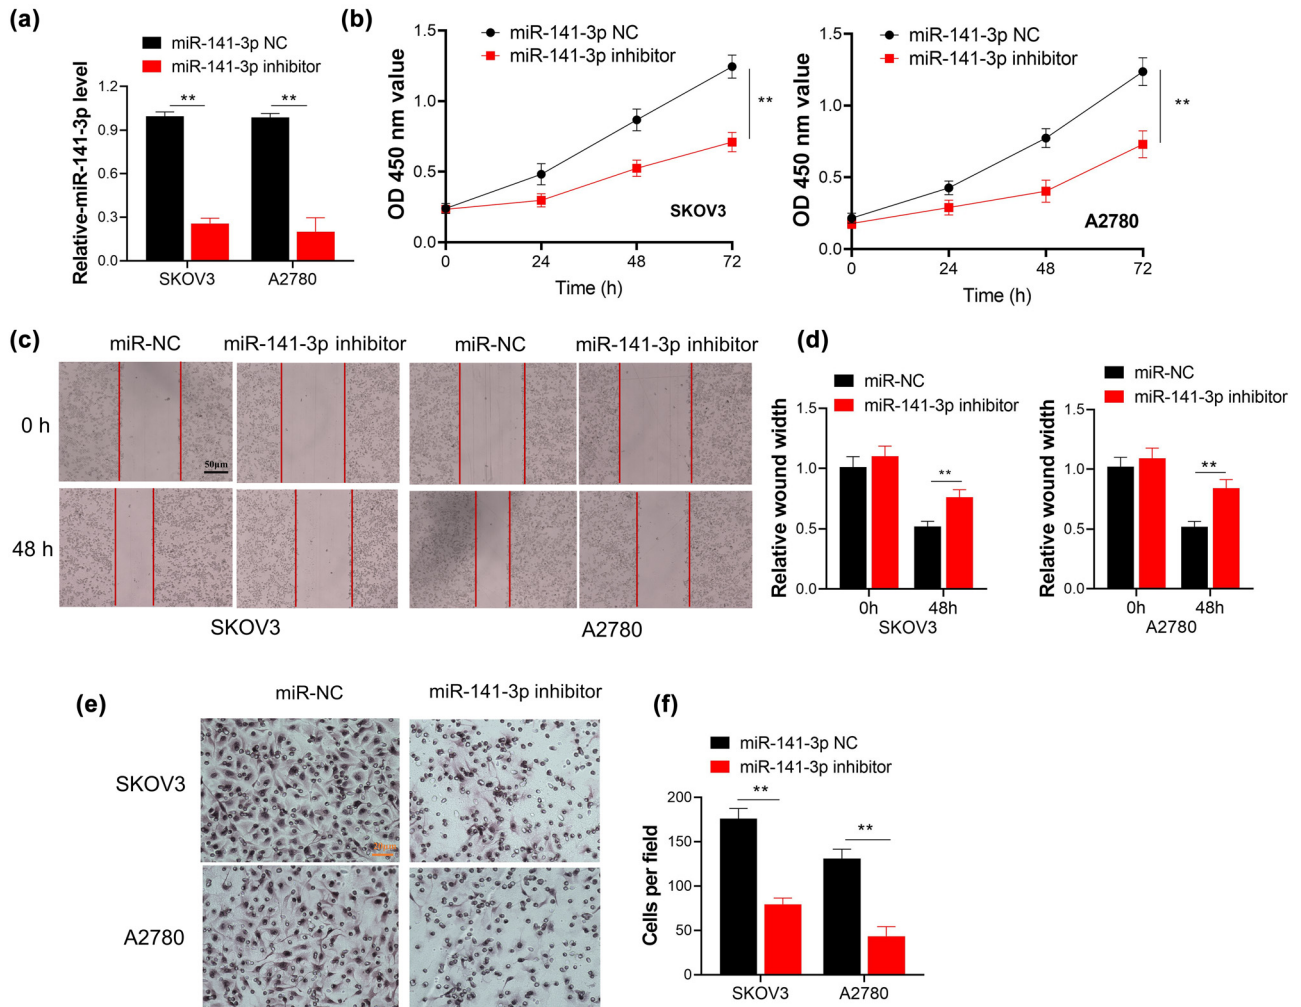 (a)
miR-141-3p NC
miR-141-3p inhibitor
Relative-miR-141-3p level
1.2
0.9
0.6
0.3
0.0
**
**
SKOV3
A2780
(b)
miR-141-3p NC
miR-141-3p inhibitor
OD 450 nm value
1.5
1.0
0.5
0.0
**
SKOV3
0
24
48
72
Time (h)
miR-141-3p NC
miR-141-3p inhibitor
OD 450 nm value
1.5
1.0
0.5
0.0
**
A2780
0
24
48
72
Time (h)
(c)
miR-NC
miR-141-3p inhibitor
miR-NC
miR-141-3p inhibitor
0 h
50μm
48 h
SKOV3
A2780
(d)
miR-NC
miR-141-3p inhibitor
Relative wound width
1.5
1.0
0.5
0.0
**
0h
48h
SKOV3
miR-NC
miR-141-3p inhibitor
Relative wound width
1.5
1.0
0.5
0.0
**
0h
48h
A2780
(e)
miR-NC
miR-141-3p inhibitor
SKOV3
A2780
(f)
miR-141-3p NC
miR-141-3p inhibitor
Cells per field
200
150
100
50
0
**
**
SKOV3
A2780